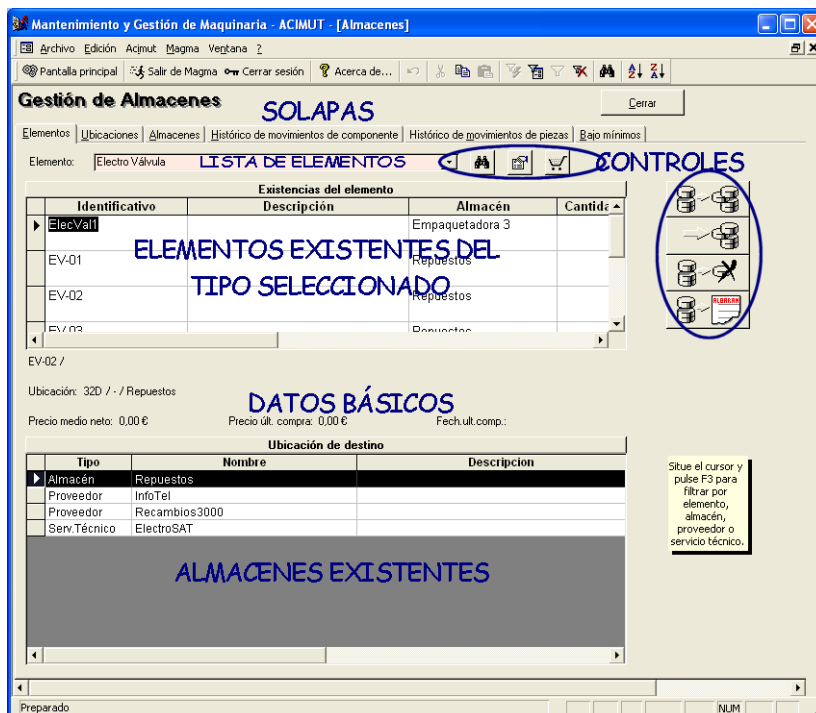 Mantenimiento y Gestión de Maquinaria - ACIMUT - [Almacenes]
Archivo Edición Acimut Magma Ventana ?
Pantalla principal Salir de Magma Cerrar sesión Acerca de...
Gestión de Almacenes
SOLAPAS
Cerrar
Elementos Ubicaciones Almacenes Histórico de movimientos de componente Histórico de movimientos de piezas Bajo mínimos
Elemento: Electro Válvula LISTA DE ELEMENTOS CONTROLES
Existencias del elemento
Identificativo Descripción Almacén Cantida
ElecVal1 Empaquetadora 3
ELEMENTOS EXISTENTES DEL
EV-01 Repuestos
TIPO SELECCIONADO
EV-02 Repuestos
EV-03 Repuestos
ALBARAN
EV-02 /
Ubicación: 32D / - / Repuestos
DATOS BÁSICOS
Precio medio neto: 0,00 € Precio últ. compra: 0,00 € Fech.ult.comp.:
Ubicación de destino
Tipo Nombre Descripcion
Almacén Repuestos
Proveedor InfoTel
Proveedor Recambios3000
Serv.Técnico ElectroSAT
Situe el cursor y
pulse F3 para
filtrar por
elemento,
almacén,
proveedor o
servicio técnico.
ALMACENES EXISTENTES
Preparado NUM